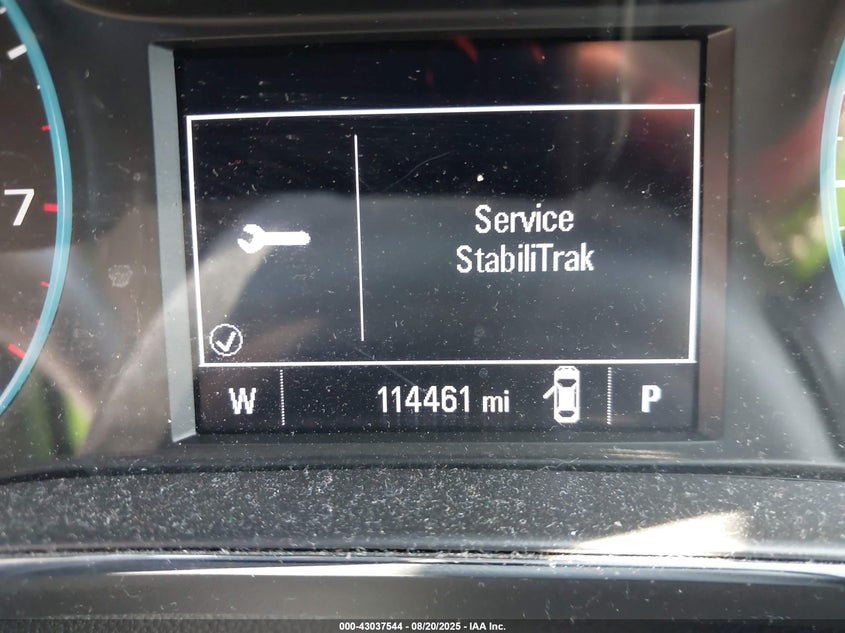 7
Service
StabiliTrak
W 114461 mi P
000-43037544 - 08/20/2025 - IAA Inc.